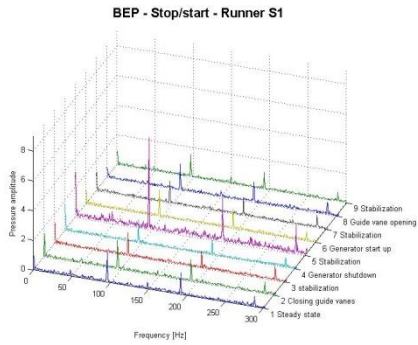 BEP - Stop/start - Runner S1
8
6
4
2
0
Pressure amplitude
0
50
100
150
200
250
300
Frequency [Hz]
9 Stabilization
8 Guide vane opening
7 Stabilization
6 Generator start up
5 Stabilization
4 Generator shutdown
3 stabilization
2 Closing guide vanes
1 Steady state